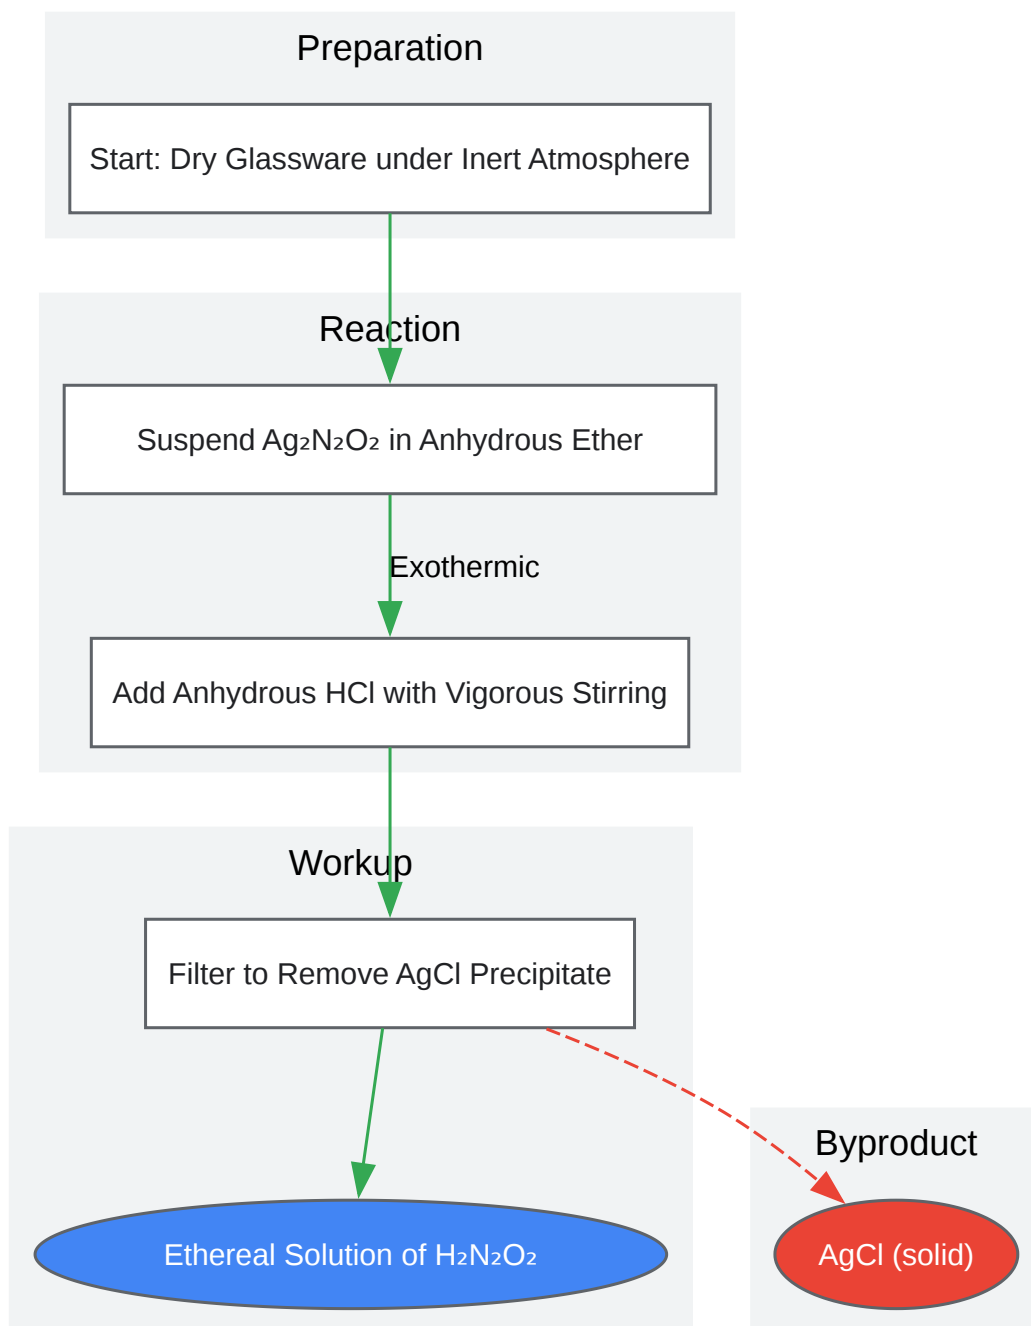 Preparation
Start: Dry Glassware under Inert Atmosphere
Reaction
Suspend Ag₂N₂O₂ in Anhydrous Ether
Exothermic
Add Anhydrous HCl with Vigorous Stirring
Workup
Filter to Remove AgCl Precipitate
Byproduct
Ethereal Solution of H₂N₂O₂
AgCl (solid)